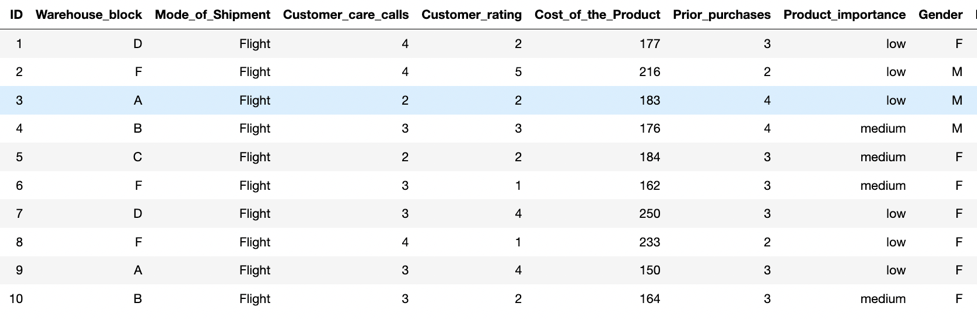 ID Warehouse_block Mode_of_Shipment Customer_care_calls Customer_rating Cost_of_the_Product Prior_purchases Product_importance Gender
1 D Flight 4 2 177 3 low F
2 F Flight 4 5 216 2 low M
3 A Flight 2 2 183 4 low M
4 B Flight 3 3 176 4 medium M
5 C Flight 2 2 184 3 medium F
6 F Flight 3 1 162 3 medium F
7 D Flight 3 4 250 3 low F
8 F Flight 4 1 233 2 low F
9 A Flight 3 4 150 3 low F
10 B Flight 3 2 164 3 medium F